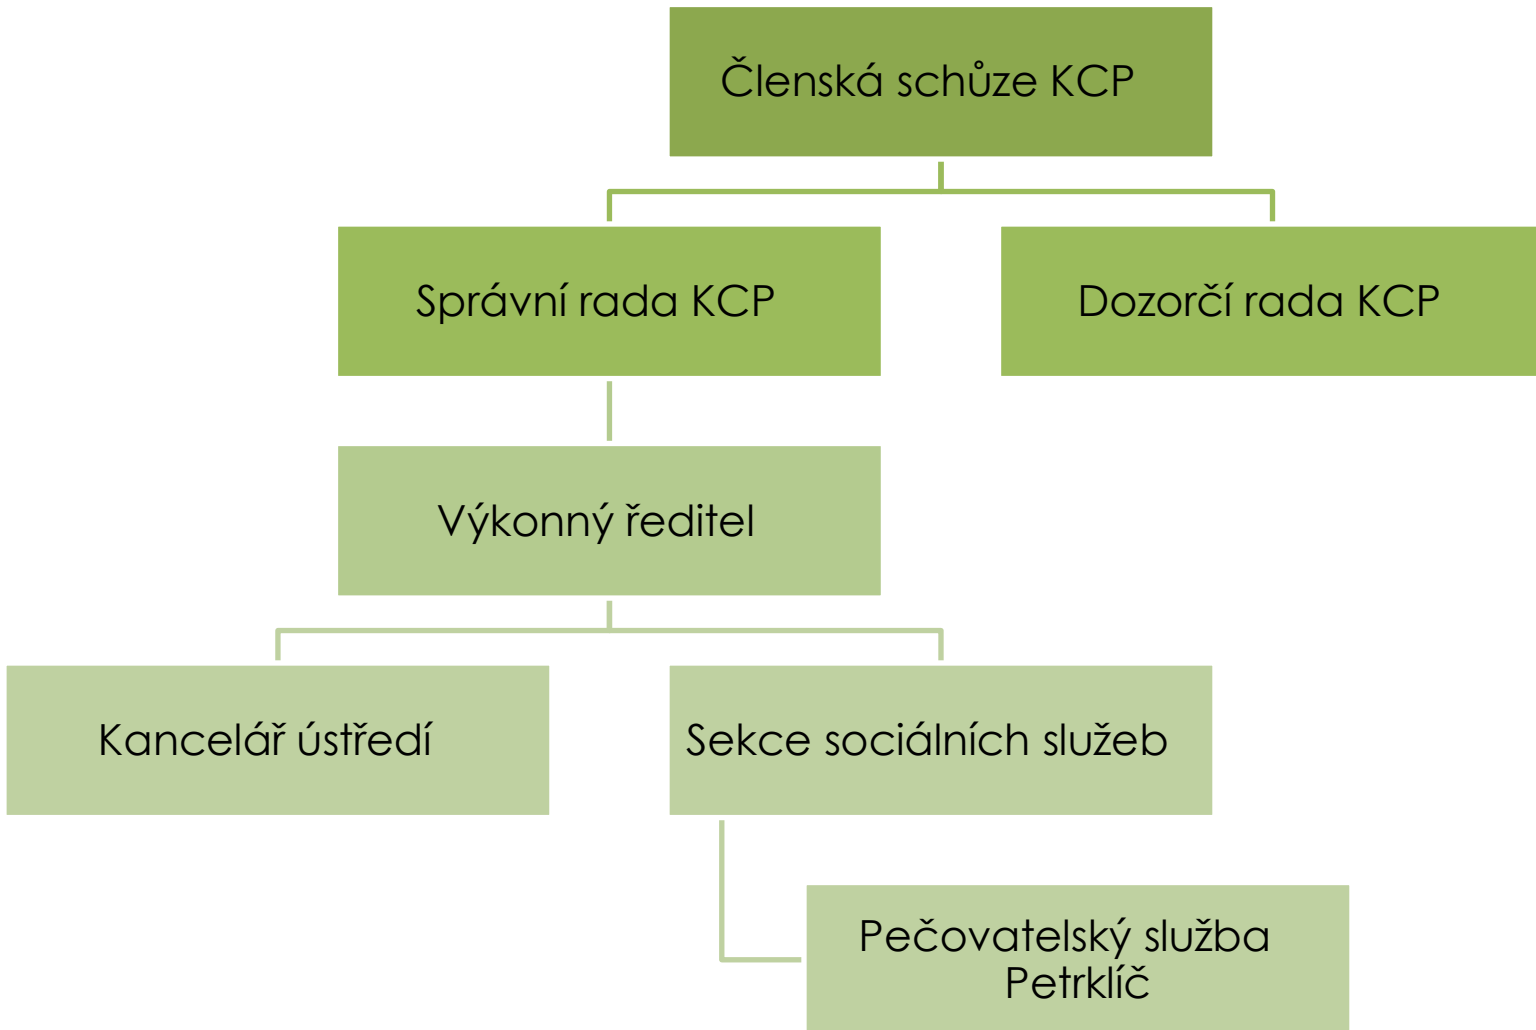 Členská schůze KCP
Správní rada KCP
Dozorčí rada KCP
Výkonný ředitel
Kancelář ústředí
Sekce sociálních služeb
Pečovatelský služba
Petrklíč